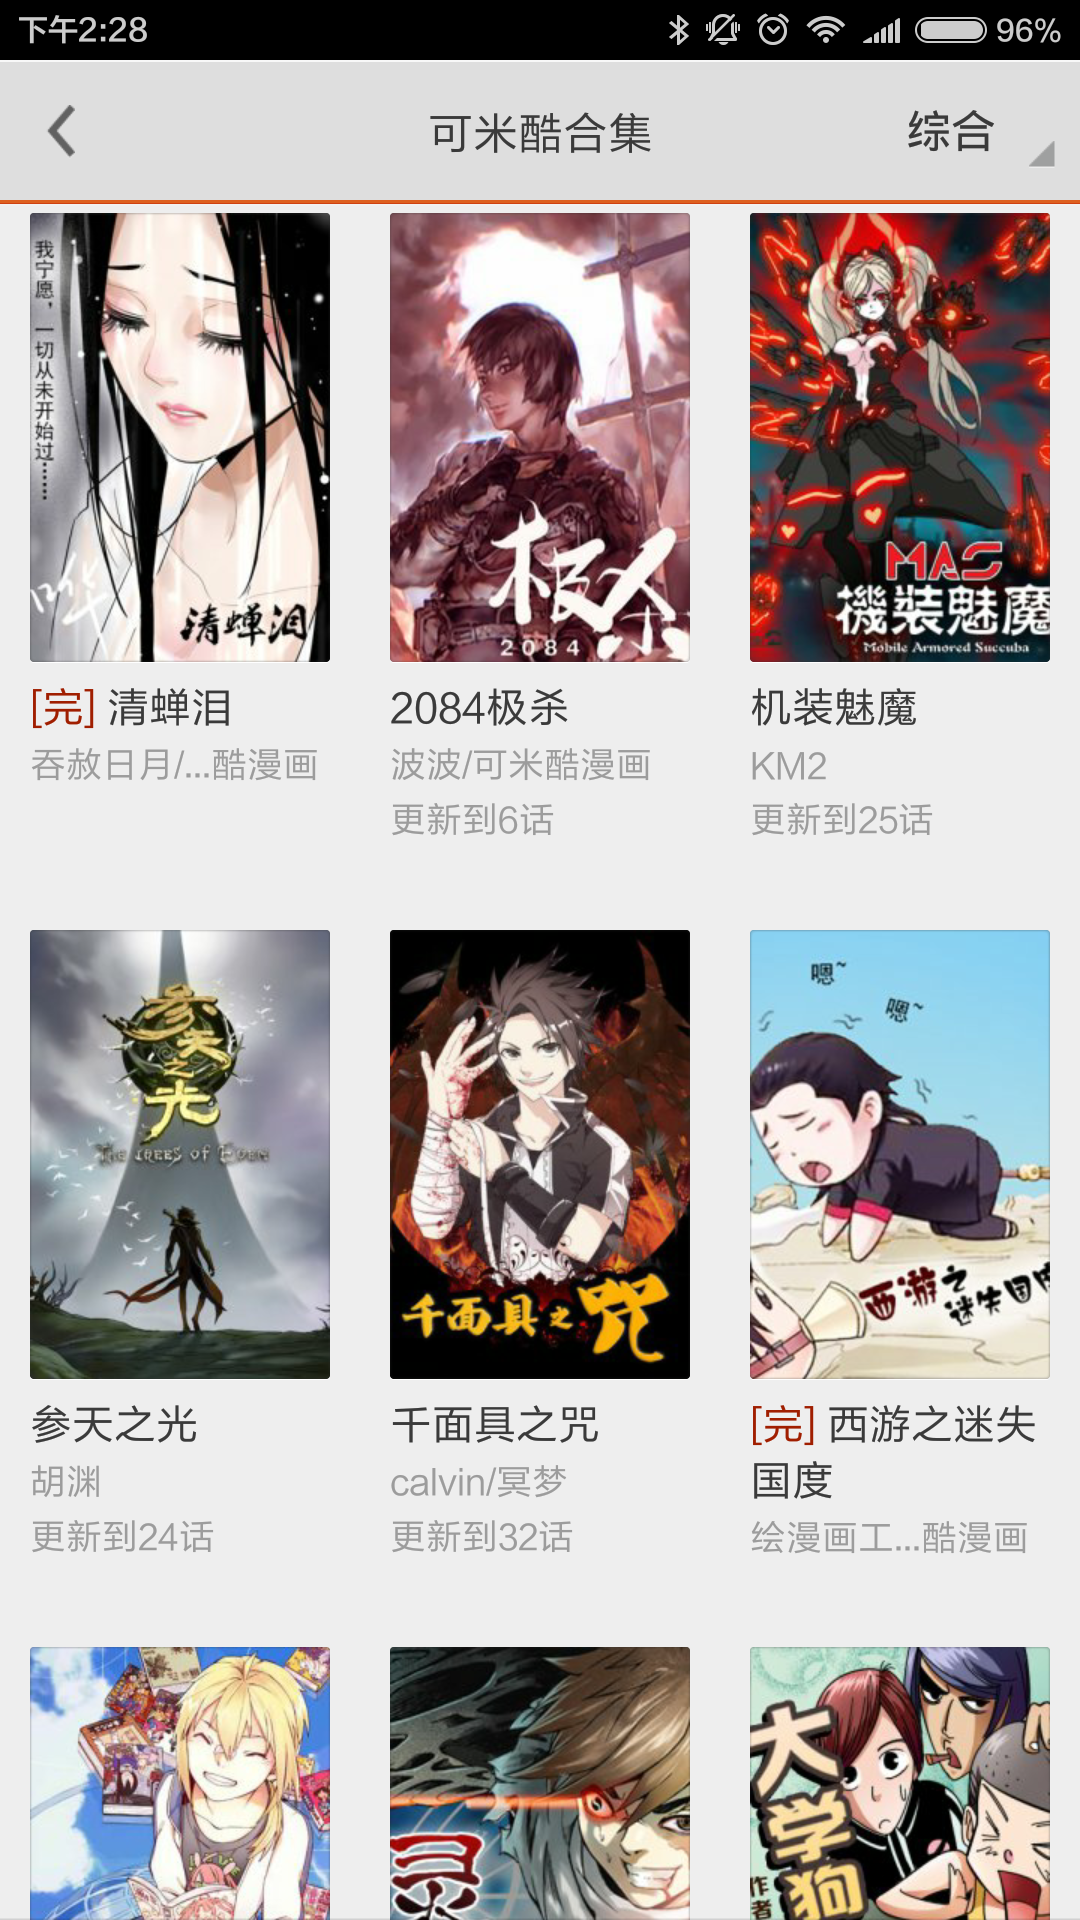 下午2:28
96%
可米酷合集
综合
我宁愿，一切从未开始过……
清蝉泪
极杀
2084
MAS
機裝魅魔
Mobile Armored Succuba
[完] 清蝉泪
吞赦日月/...酷漫画
2084极杀
波波/可米酷漫画
更新到6话
机装魅魔
KM2
更新到25话
参天之光
The Trees of Eden
千面具之咒
嗯~
嗯~
西游之迷失国度
参天之光
胡渊
更新到24话
千面具之咒
calvin/冥梦
更新到32话
[完] 西游之迷失
国度
绘漫画工...酷漫画
灵
大学狗
作者